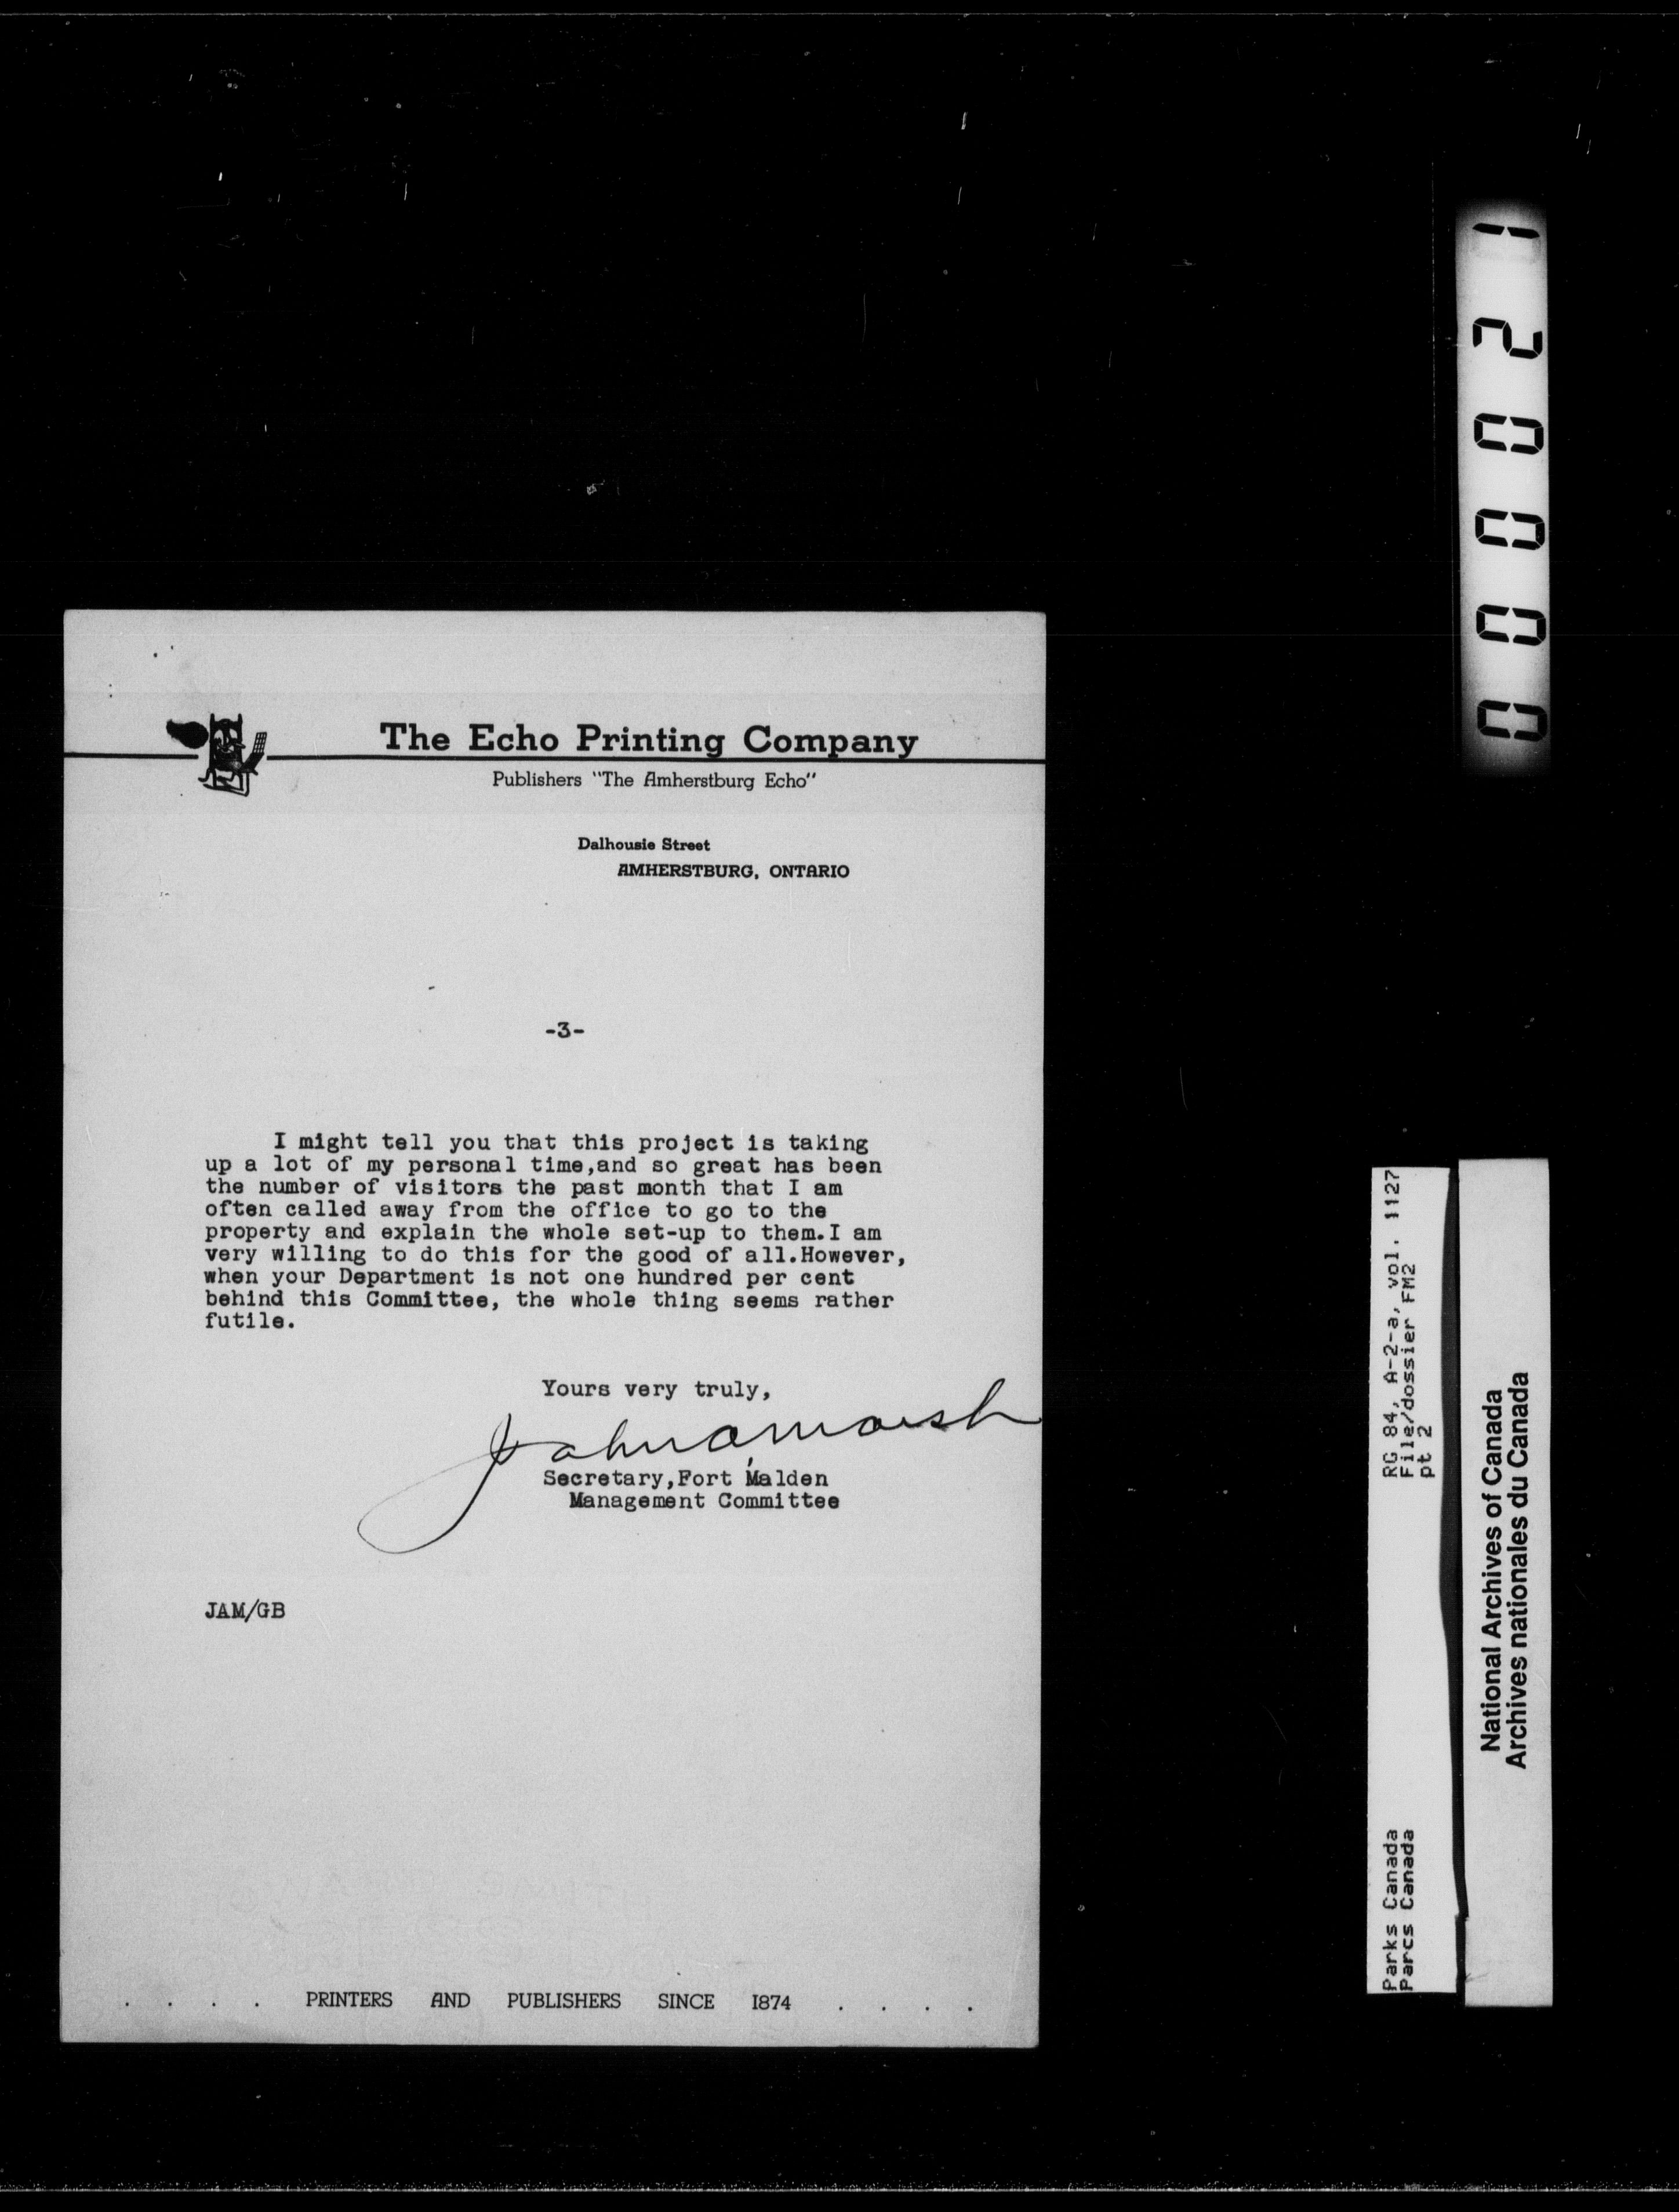 The Echo Printing Company
Publishers "The Amherstburg Echo"
Dalhousie Street
AMHERSTBURG, ONTARIO
-3-
I might tell you that this project is taking
up a lot of my personal time,and so great has been
the number of visitors the past month that I am
often called away from the office to go to the
property and explain the whole set-up to them.I am
very willing to do this for the good of all.However,
when your Department is not one hundred per cent
behind this Committee, the whole thing seems rather
futile.
Yours very truly,
John A Marsh
Secretary,Fort Malden
Management Committee
JAM/GB
. . . . PRINTERS AND PUBLISHERS SINCE 1874 . . . .
000021
RG 84, A-2-a, vol. 1127
File/dossier FM2
pt 2
Parks Canada
Parcs Canada
National Archives of Canada
Archives nationales du Canada